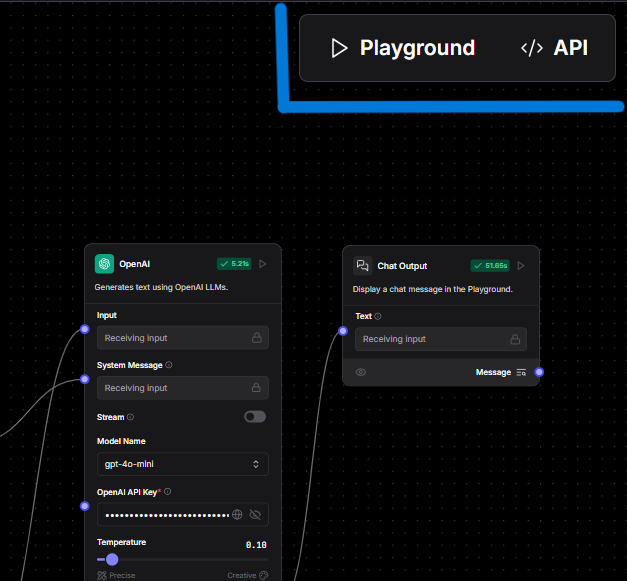 Playground
</> API
OpenAI
5.21s
Generates text using OpenAI LLMs.
Input
Receiving input
System Message
Receiving input
Stream
Model Name
gpt-4o-mini
OpenAI API Key*
••••••••••••••••••••••••••
Temperature
0.10
Precise
Creative
Chat Output
51.65s
Display a chat message in the Playground.
Text
Receiving input
Message